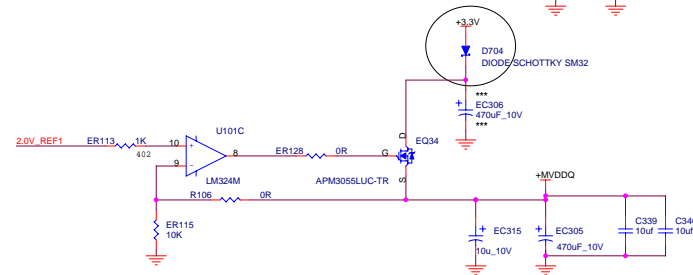 +3.3V
D704
DIODE SCHOTTKY SM32
***
EC306
470uF_10V
***
U101C
2.0V_REF1
ER113
1K
402
10
+
9
-
8
LM324M
ER128
0R
G
D
S
EQ34
APM3055LUC-TR
R106
0R
ER115
10K
+MVDDQ
+
EC315
10u_10V
+
EC305
470uF_10V
C339
10uf
10uf